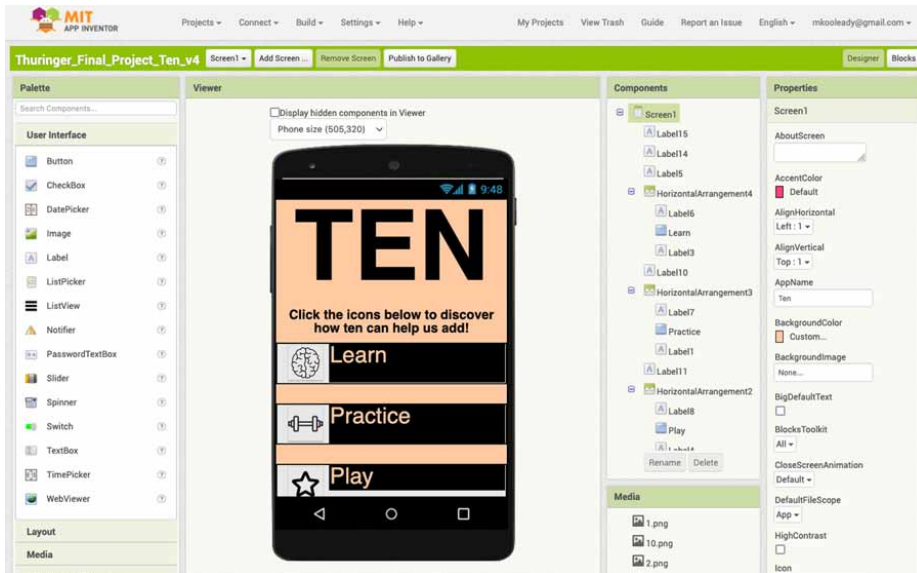 MIT
APP INVENTOR
Projects
Connect
Build
Settings
Help
My Projects
View Trash
Guide
Report an Issue
English
mkooleady@gmail.com
Thuringer_Final_Project_Ten_v4
Screen1
Add Screen ...
Remove Screen
Publish to Gallery
Designer
Blocks
Palette
Search Components...
User Interface
Button
CheckBox
DatePicker
Image
Label
ListPicker
ListView
Notifier
PasswordTextBox
Slider
Spinner
Switch
TextBox
TimePicker
WebViewer
Layout
Media
Viewer
Display hidden components in Viewer
Phone size (505,320)
9:48
TEN
Click the icons below to discover
how ten can help us add!
Learn
Practice
Play
Components
Screen1
Label15
Label14
Label5
HorizontalArrangement4
Label6
Learn
Label3
Label10
HorizontalArrangement3
Label7
Practice
Label1
Label11
HorizontalArrangement2
Label8
Play
Rename
Delete
Media
1.png
10.png
2.png
Properties
Screen1
AboutScreen
AccentColor
Default
AlignHorizontal
Left : 1
AlignVertical
Top : 1
AppName
Ten
BackgroundColor
Custom...
BackgroundImage
None...
BigDefaultText
BlocksToolkit
All
CloseScreenAnimation
Default
DefaultFileScope
App
HighContrast
Icon